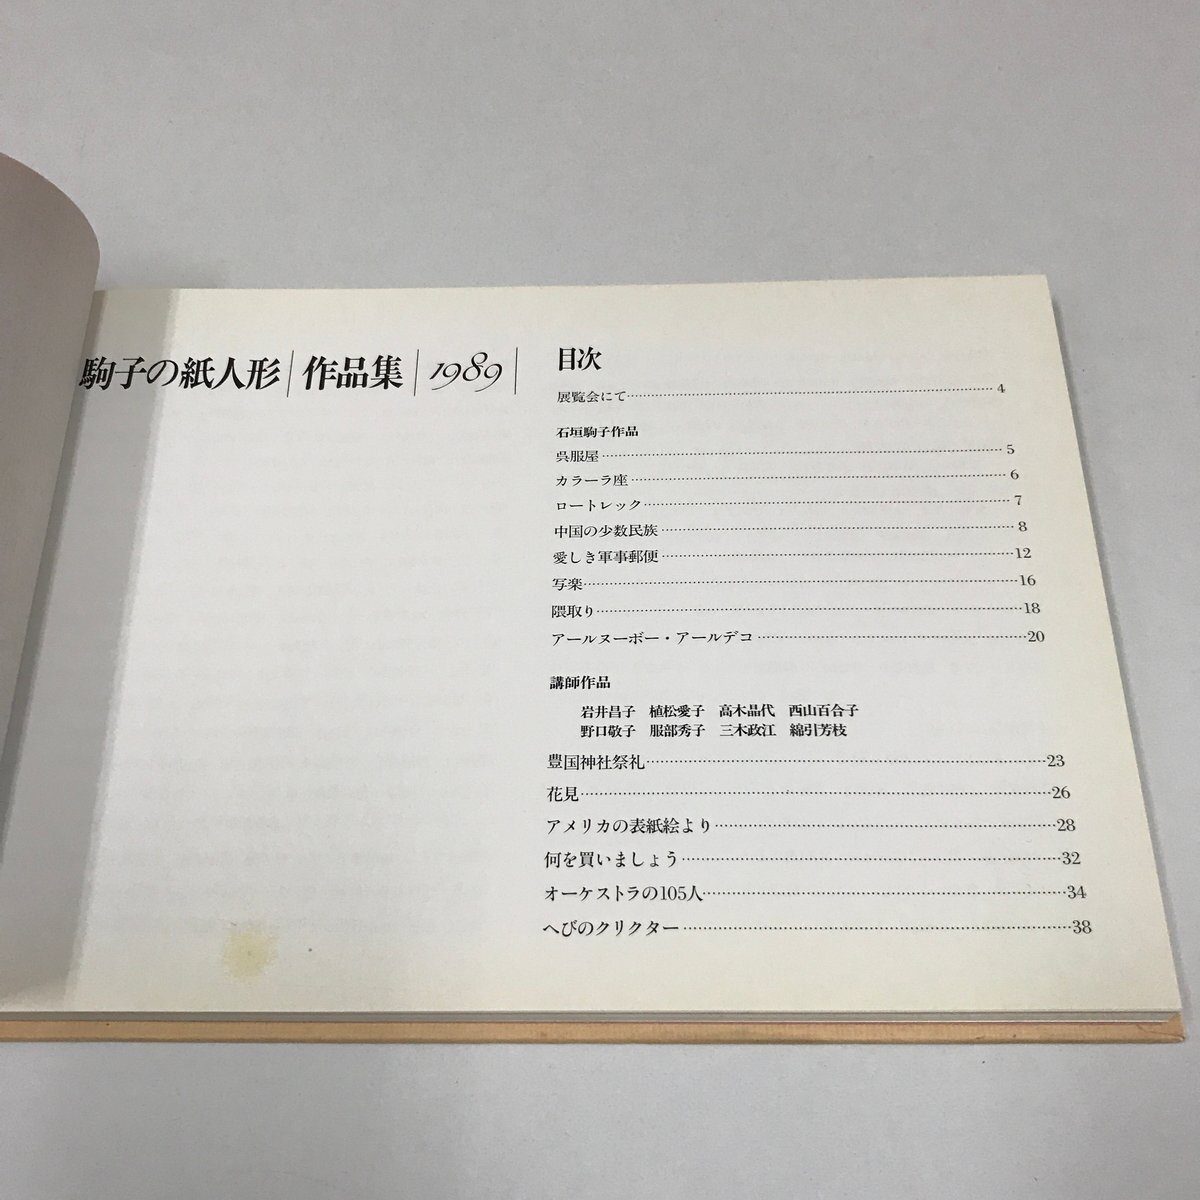 駒子の紙人形|作品集|1989|
目次
展覧会にて……4
石垣駒子作品
呉服屋……5
カラーラ座……6
ロートレック……7
中国の少数民族……8
愛しき軍事郵便……12
写楽……16
隈取り……18
アールヌーボー・アールデコ……20
講師作品
岩井昌子 植松愛子 高木晶代 西山百合子
野口敬子 服部秀子 三木政江 綿引芳枝
豊国神社祭礼……23
花見……26
アメリカの表紙絵より……28
何を買いましょう……32
オーケストラの105人……34
へびのクリクター……38